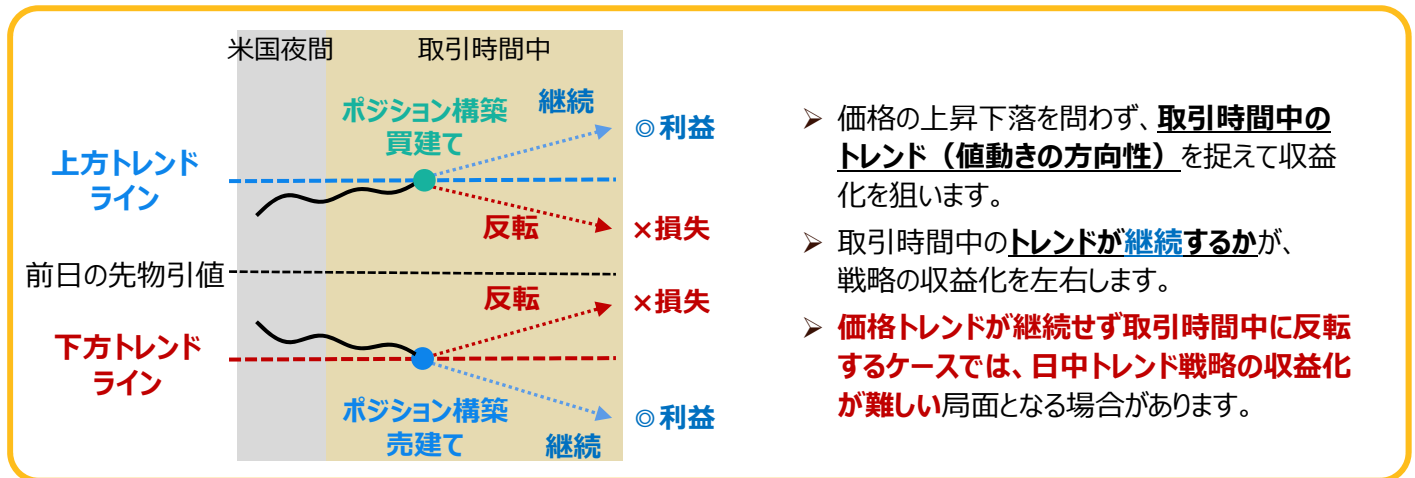 米国夜間
取引時間中
ポジション構築
買建て
継続
◎利益
上方トレンド
ライン
反転
×損失
前日の先物引値
反転
×損失
下方トレンド
ライン
ポジション構築
売建て
継続
◎利益
➢ 価格の上昇下落を問わず、取引時間中の
トレンド（値動きの方向性）を捉えて収益
化を狙います。
➢ 取引時間中のトレンドが継続するかが、
戦略の収益化を左右します。
➢ 価格トレンドが継続せず取引時間中に反転
するケースでは、日中トレンド戦略の収益化
が難しい局面となる場合があります。